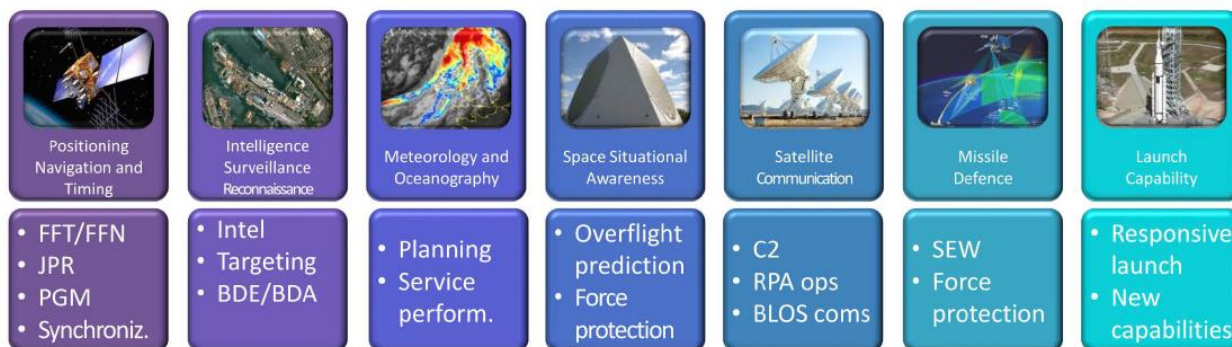 Positioning
Navigation and
Timing
Intelligence
Surveillance
Reconnaissance
Meteorology and
Oceanography
Space Situational
Awareness
Satellite
Communication
Missile
Defence
Launch
Capability
• FFT/FFN
• JPR
• PGM
• Synchroniz.
• Intel
• Targeting
• BDE/BDA
• Planning
• Service
perform.
• Overflight
prediction
• Force
protection
• C2
• RPA ops
• BLOS coms
• SEW
• Force
protection
• Responsive
launch
• New
capabilities